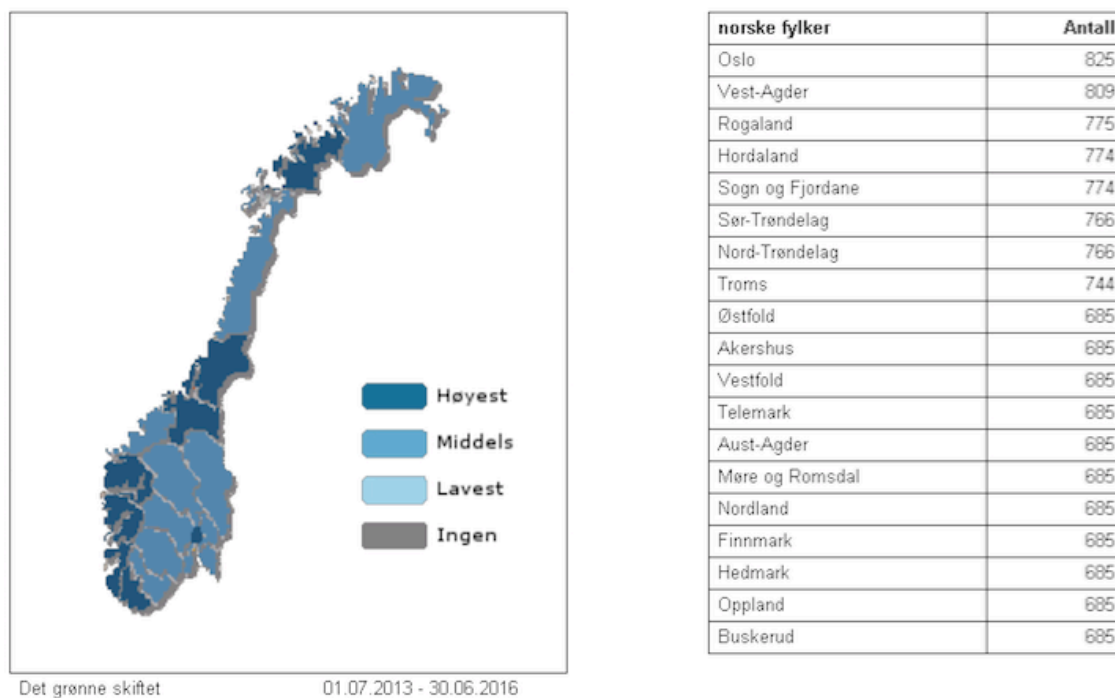 Høyest
Middels
Lavest
Ingen
Det grønne skiftet 01.07.2013 - 30.06.2016
norske fylker Antall
Oslo 825
Vest-Agder 809
Rogaland 775
Hordaland 774
Sogn og Fjordane 774
Sør-Trøndelag 766
Nord-Trøndelag 766
Troms 744
Østfold 685
Akershus 685
Vestfold 685
Telemark 685
Aust-Agder 685
Møre og Romsdal 685
Nordland 685
Finnmark 685
Hedmark 685
Oppland 685
Buskerud 685